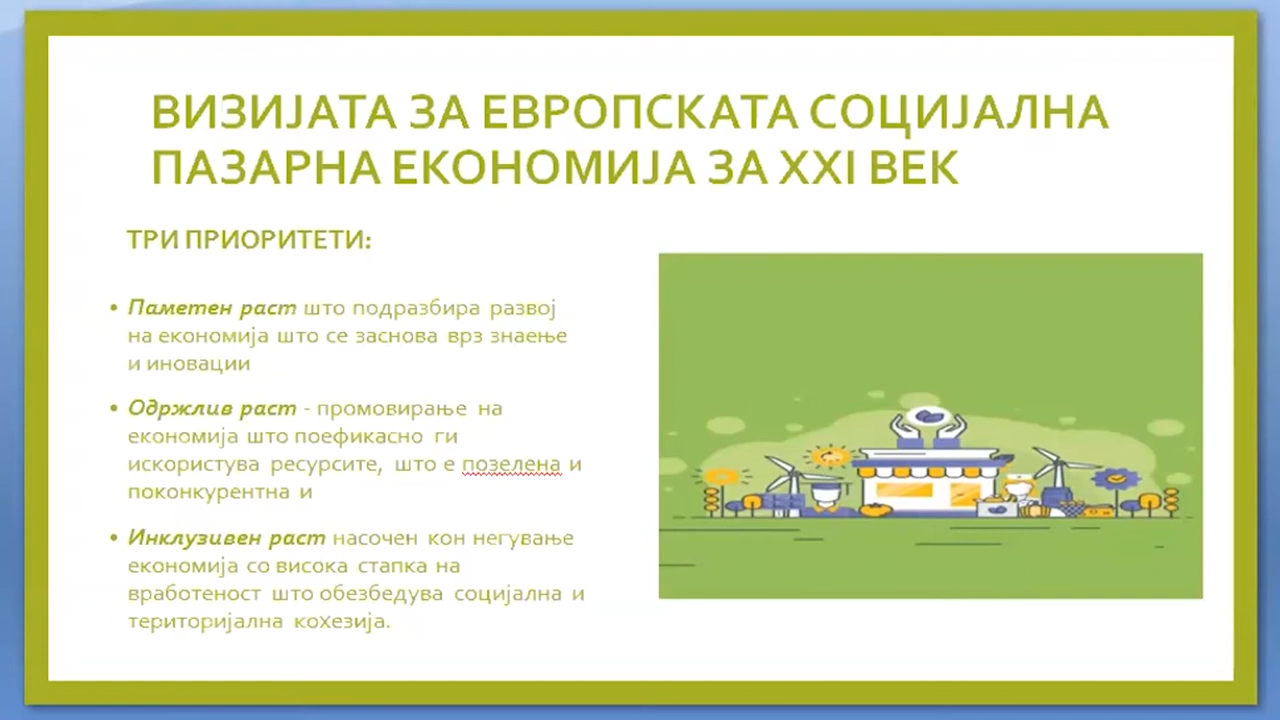 ВИЗИЈАТА ЗА ЕВРОПСКАТА СОЦИЈАЛНА
ПАЗАРНА ЕКОНОМИЈА ЗА XXI ВЕК
ТРИ ПРИОРИТЕТИ:
• Паметен раст што подразбира развој
на економија што се заснова врз знаење
и иновации
• Одржлив раст - промовирање на
економија што поефикасно ги
искористува ресурсите, што е позелена и
поконкурентна и
• Инклузивен раст насочен кон негување
економија со висока стапка на
вработеност што обезбедува социјална и
територијална кохезија.